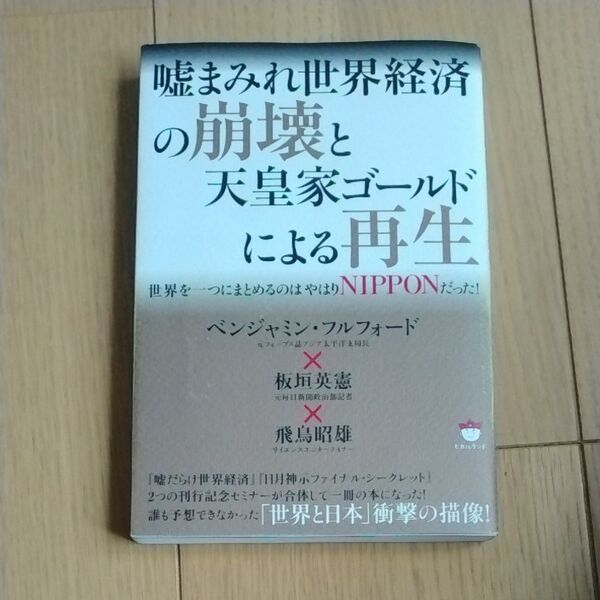 嘘まみれ世界経済
の崩壊と
天皇家ゴールド
による再生
世界を一つにまとめるのはやはりNIPPONだった!
ベンジャミン・フルフォード
元フォーブス誌アジア太平洋支局長
×
板垣英憲
元毎日新聞政治部記者
×
飛鳥昭雄
サイエンスエンターテイナー
ヒカルランド
『嘘だらけ世界経済』『日月神示ファイナル・シークレット』
2つの刊行記念セミナーが合体して一冊の本になった!
誰も予想できなかった「世界と日本」衝撃の描像!